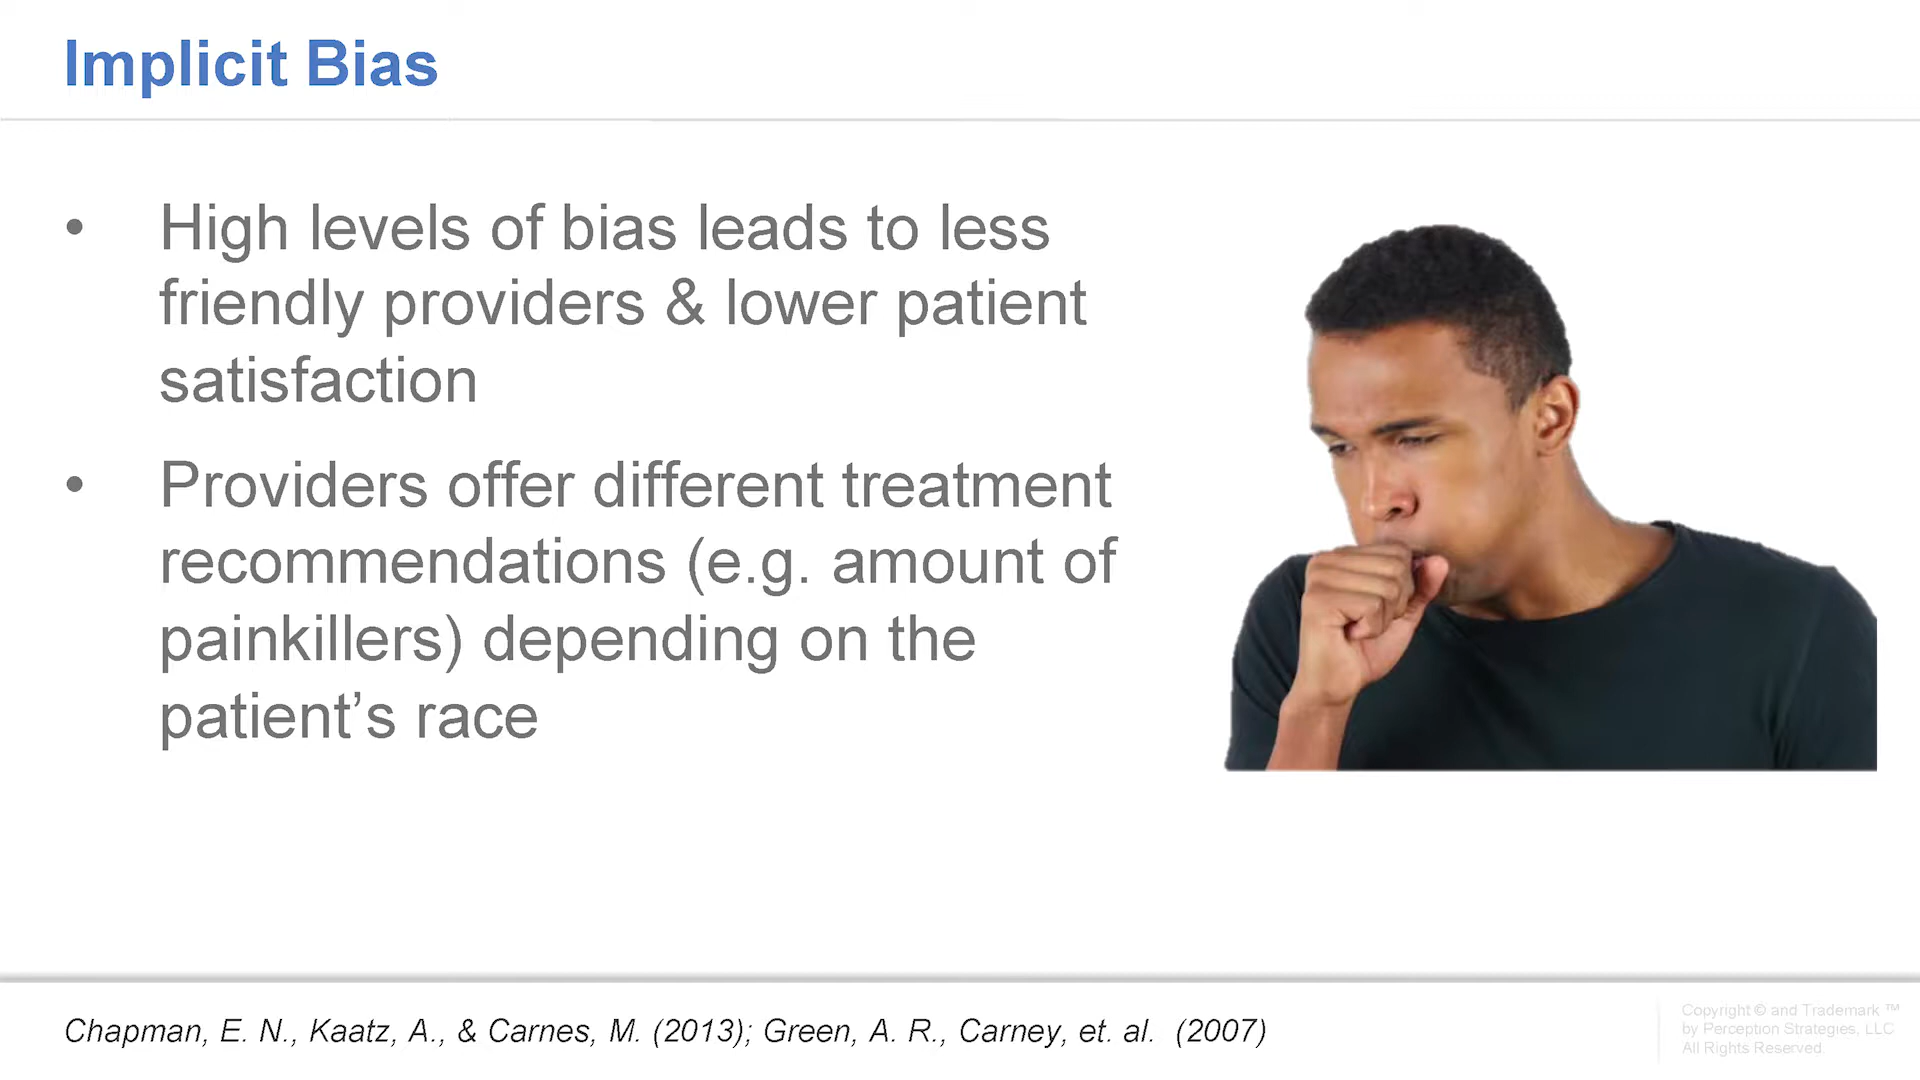 Implicit Bias
• High levels of bias leads to less
friendly providers & lower patient
satisfaction
• Providers offer different treatment
recommendations (e.g. amount of
painkillers) depending on the
patient’s race
Chapman, E. N., Kaatz, A., & Carnes, M. (2013); Green, A. R., Carney, et. al. (2007)
Copyright © and Trademark ™
by Perception Strategies, LLC
All Rights Reserved.